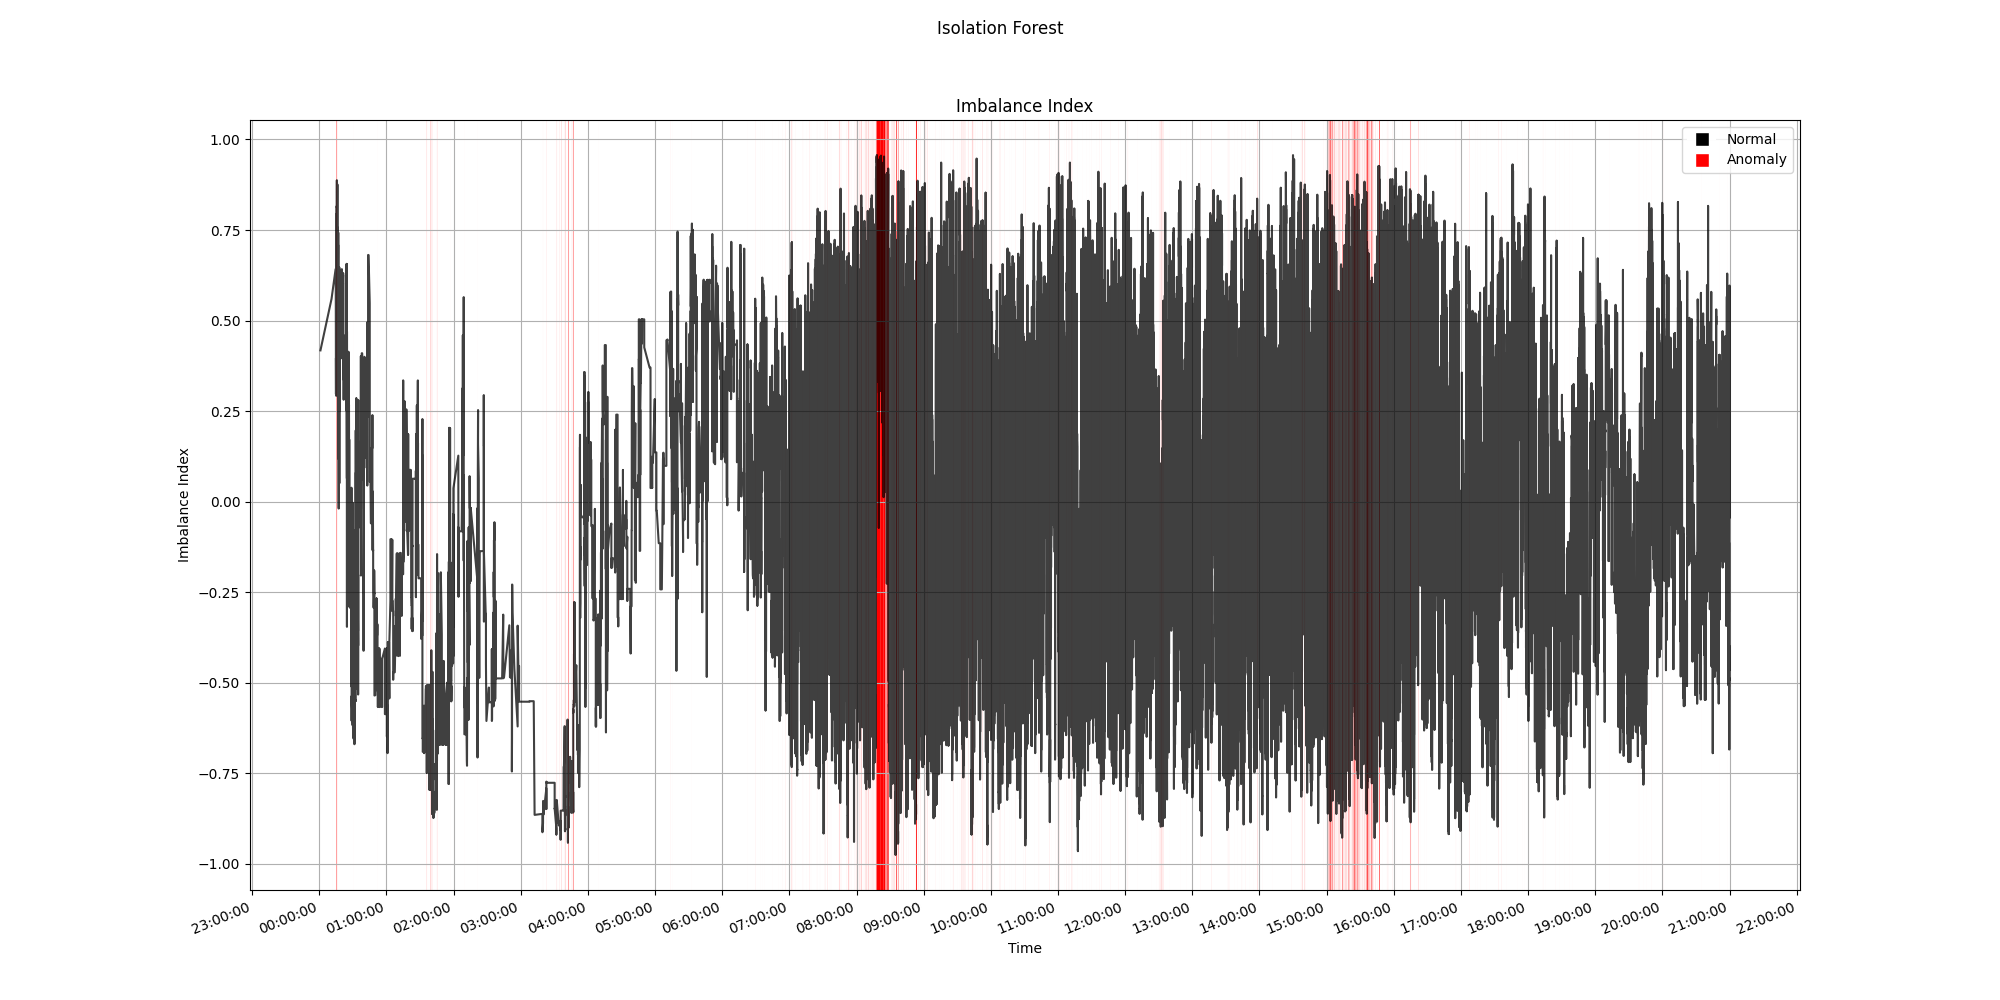 Isolation Forest
Imbalance Index
Normal
Anomaly
Imbalance Index
1.00
0.75
0.50
0.25
0.00
−0.25
−0.50
−0.75
−1.00
23:00:00 00:00:00 01:00:00 02:00:00 03:00:00 04:00:00 05:00:00 06:00:00 07:00:00 08:00:00 09:00:00 10:00:00 11:00:00 12:00:00 13:00:00 14:00:00 15:00:00 16:00:00 17:00:00 18:00:00 19:00:00 20:00:00 21:00:00 22:00:00
Time